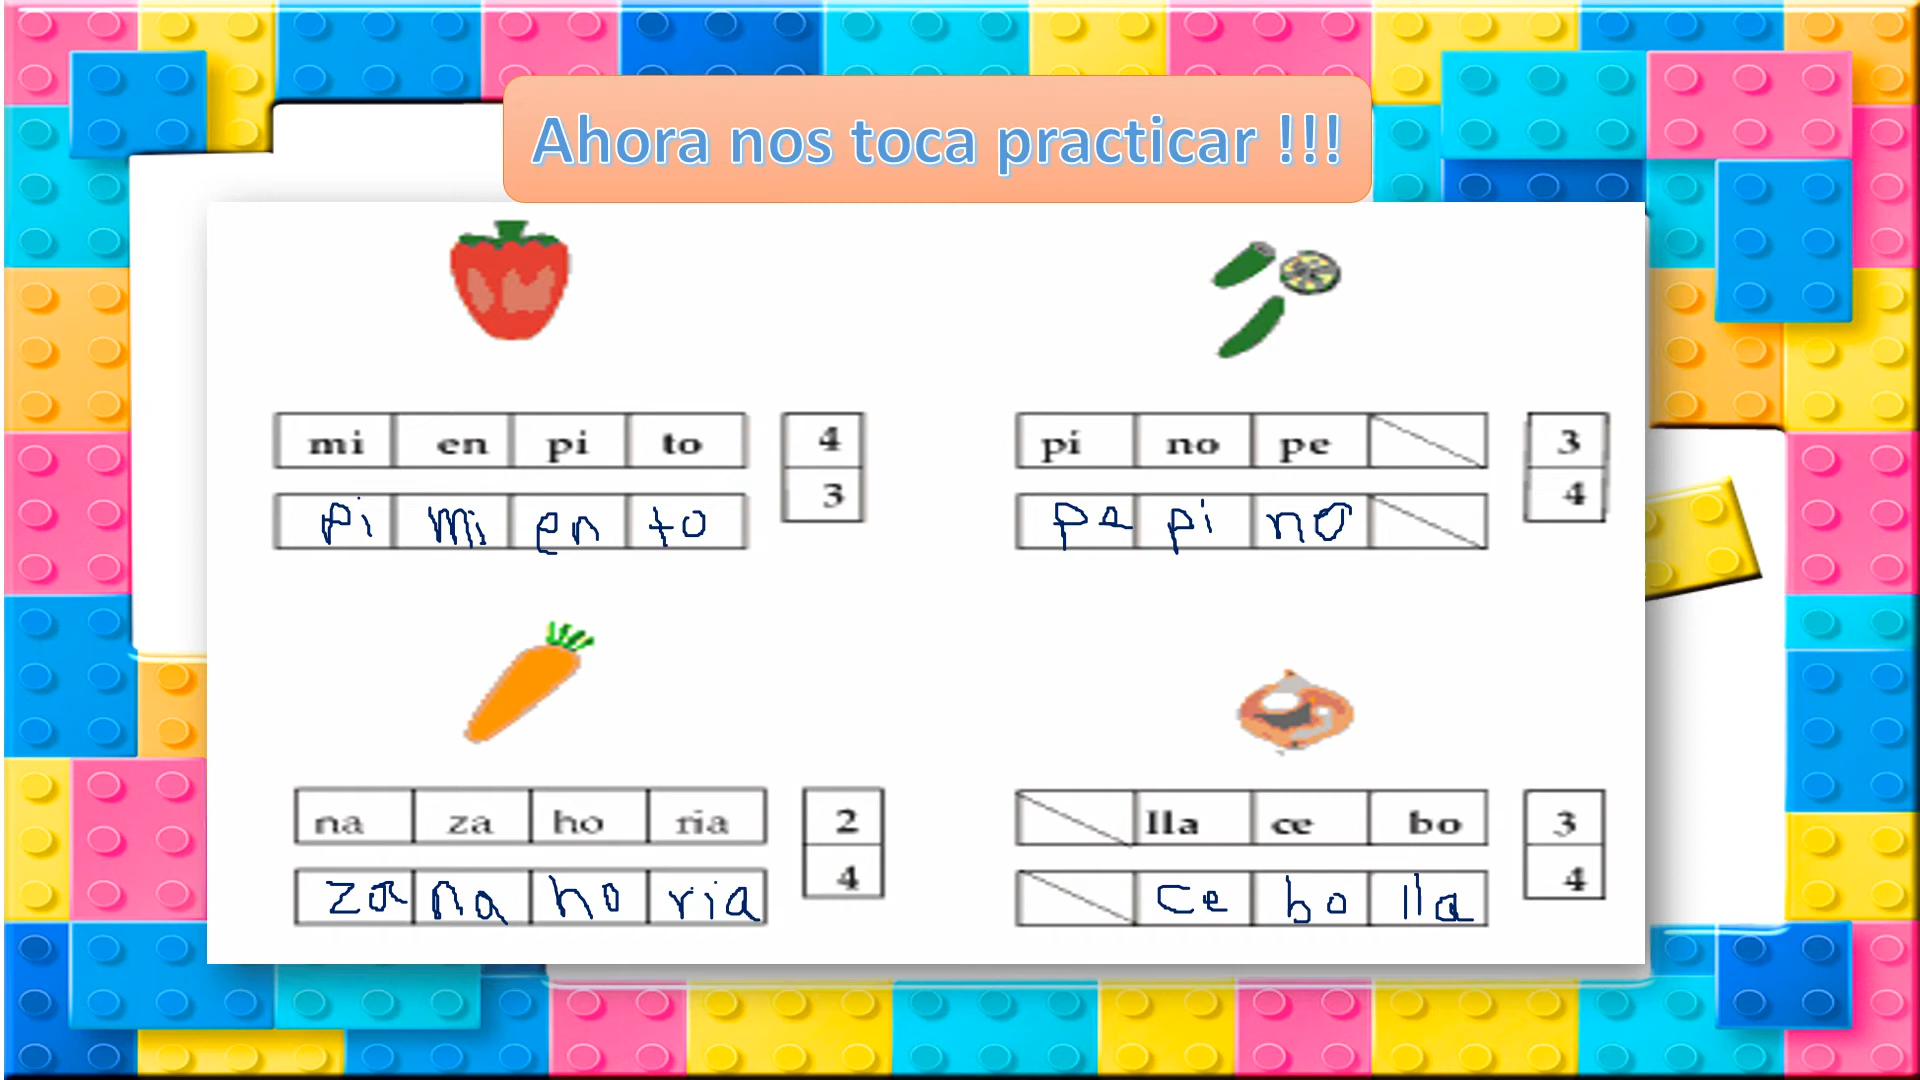 Ahora nos toca practicar !!!
mi en pi to 4
3
pi mi en to
pi no pe 3
4
pe pi no
na za ho ria 2
4
za na ho ria
lla ce bo 3
4
ce bo lla